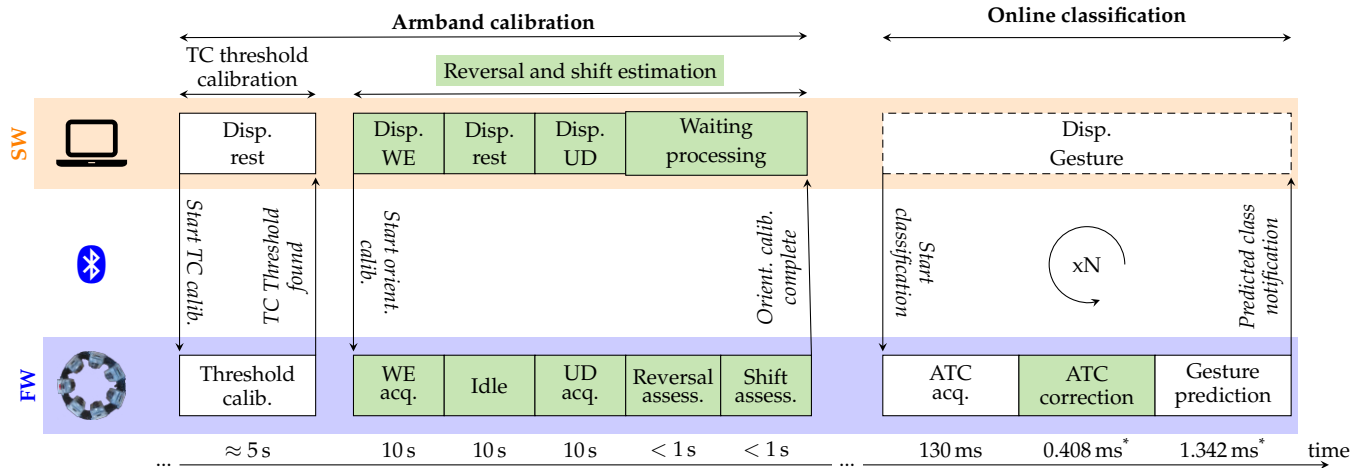 Armband calibration
Online classification
TC threshold
calibration
Reversal and shift estimation
SW
Disp.
rest
Disp.
WE
Disp.
rest
Disp.
UD
Waiting
processing
Disp.
Gesture
Start TC calib.
TC Threshold
found
Start orient.
calib.
Orient. calib.
complete
Start
classification
xN
Predicted class
notification
FW
Threshold
calib.
WE
acq.
Idle
UD
acq.
Reversal
assess.
Shift
assess.
ATC
acq.
ATC
correction
Gesture
prediction
... ≈ 5 s 10 s 10 s 10 s < 1 s < 1 s ... 130 ms 0.408 ms* 1.342 ms* time